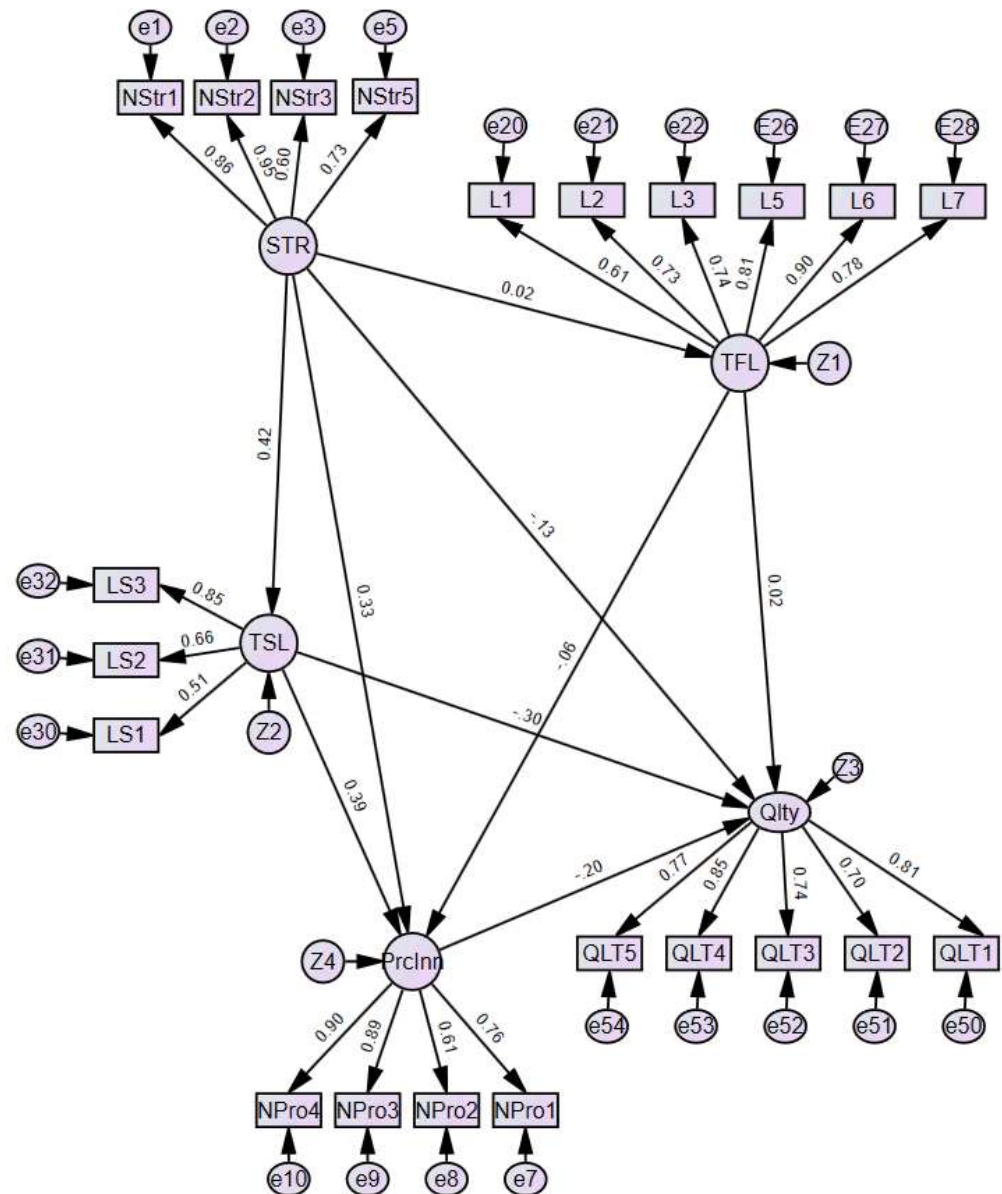 e1 e2 e3 e5
NStr1 NStr2 NStr3 NStr5
0.86 0.95 0.60 0.73
STR
e20 e21 e22 E26 E27 E28
L1 L2 L3 L5 L6 L7
0.61 0.73 0.74 0.81 0.90 0.78
0.02
TFL Z1
0.42
-.13
0.33
0.02
-.06
e32 LS3 0.85
e31 LS2 0.66 TSL
e30 LS1 0.51
Z2
-.30
0.39
Z3
Qlty
-.20
0.77 0.85 0.74 0.70 0.81
Z4 PrcInn
QLT5 QLT4 QLT3 QLT2 QLT1
e54 e53 e52 e51 e50
0.90 0.89 0.61 0.76
NPro4 NPro3 NPro2 NPro1
e10 e9 e8 e7